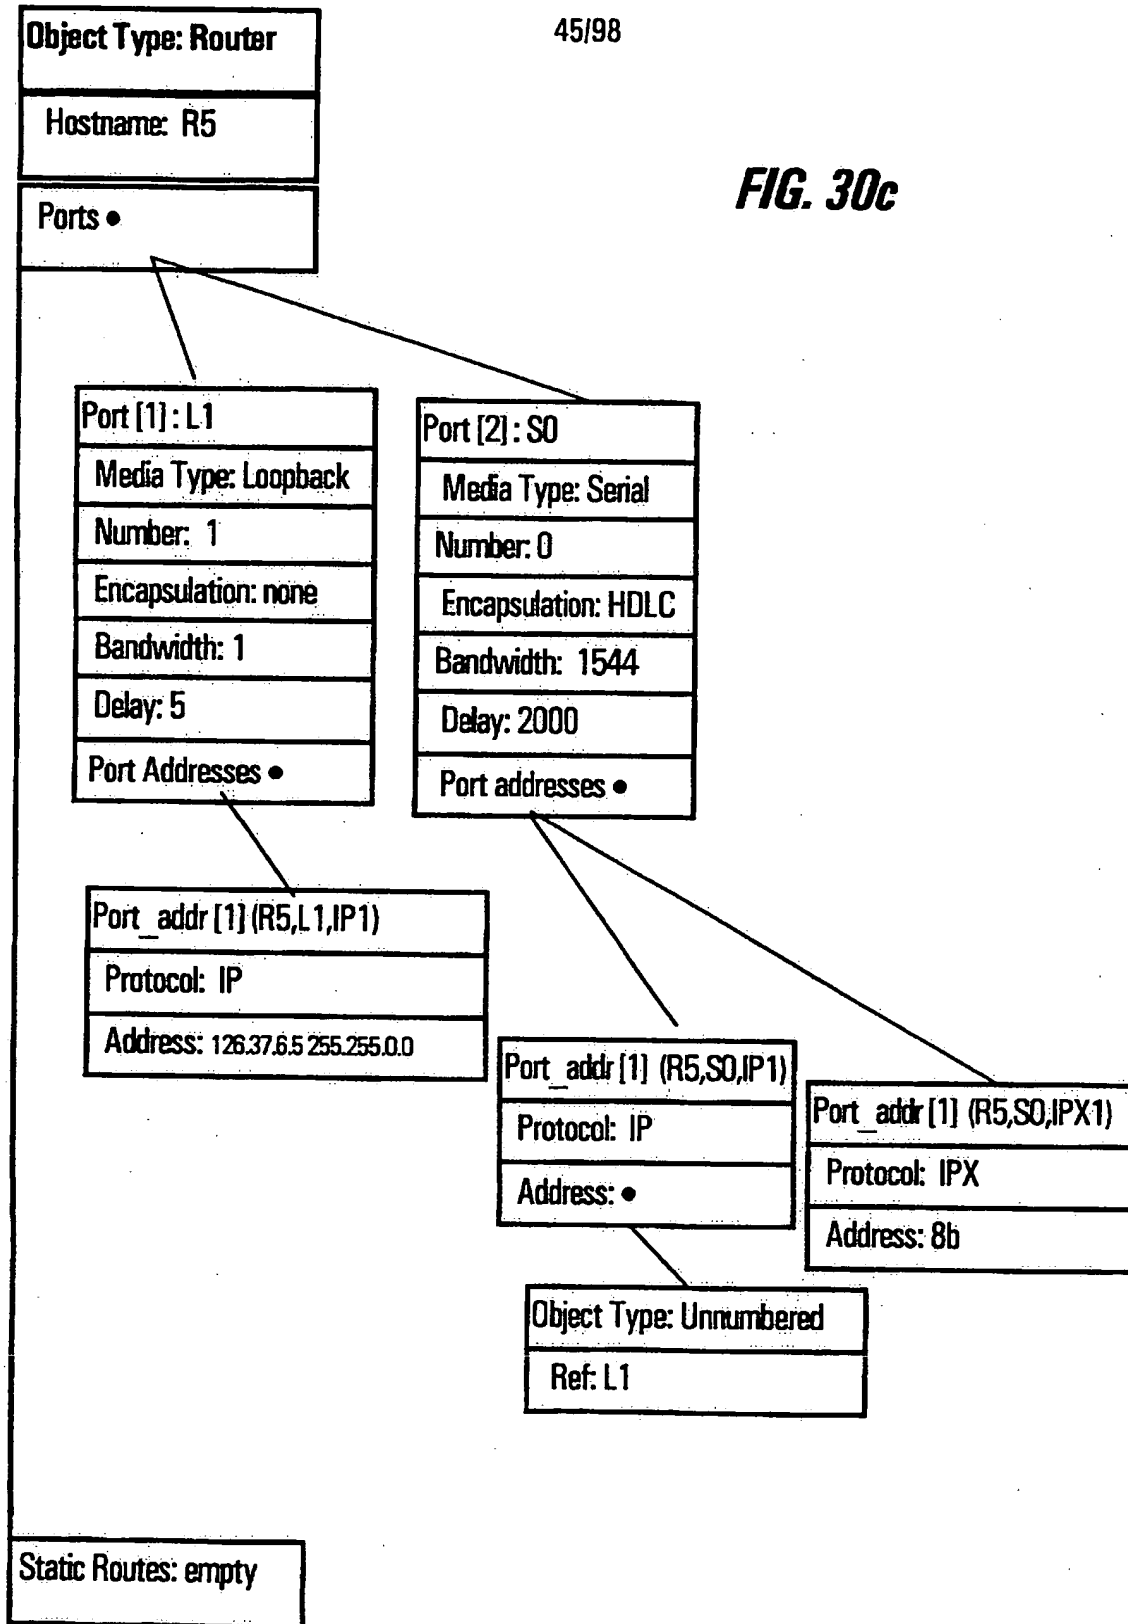 45/98
Object Type: Router
Hostname: R5
FIG. 30c
Ports •
Port [1] : L1
Media Type: Loopback
Number: 1
Encapsulation: none
Bandwidth: 1
Delay: 5
Port Addresses •
Port [2] : S0
Media Type: Serial
Number: 0
Encapsulation: HDLC
Bandwidth: 1544
Delay: 2000
Port addresses •
Port_addr [1] (R5,L1,IP1)
Protocol: IP
Address: 126.37.6.5 255.255.0.0
Port_addr [1] (R5,S0,IP1)
Protocol: IP
Address: •
Port_addr [1] (R5,S0,IPX1)
Protocol: IPX
Address: 8b
Object Type: Unnumbered
Ref: L1
Static Routes: empty